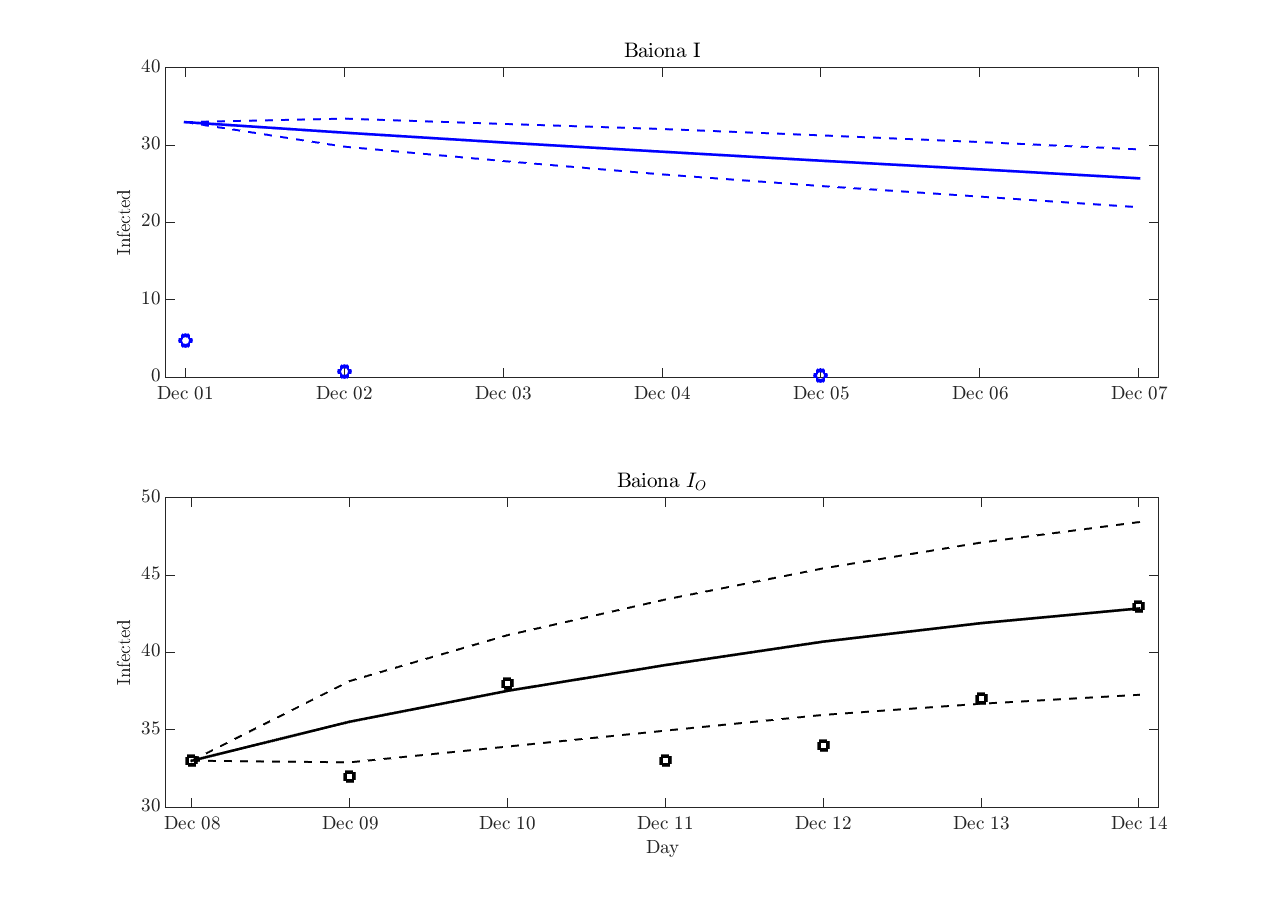 Baiona I
40
30
20
10
0
Infected
Dec 01 Dec 02 Dec 03 Dec 04 Dec 05 Dec 06 Dec 07
Baiona I_O
50
45
40
35
30
Infected
Dec 08 Dec 09 Dec 10 Dec 11 Dec 12 Dec 13 Dec 14
Day